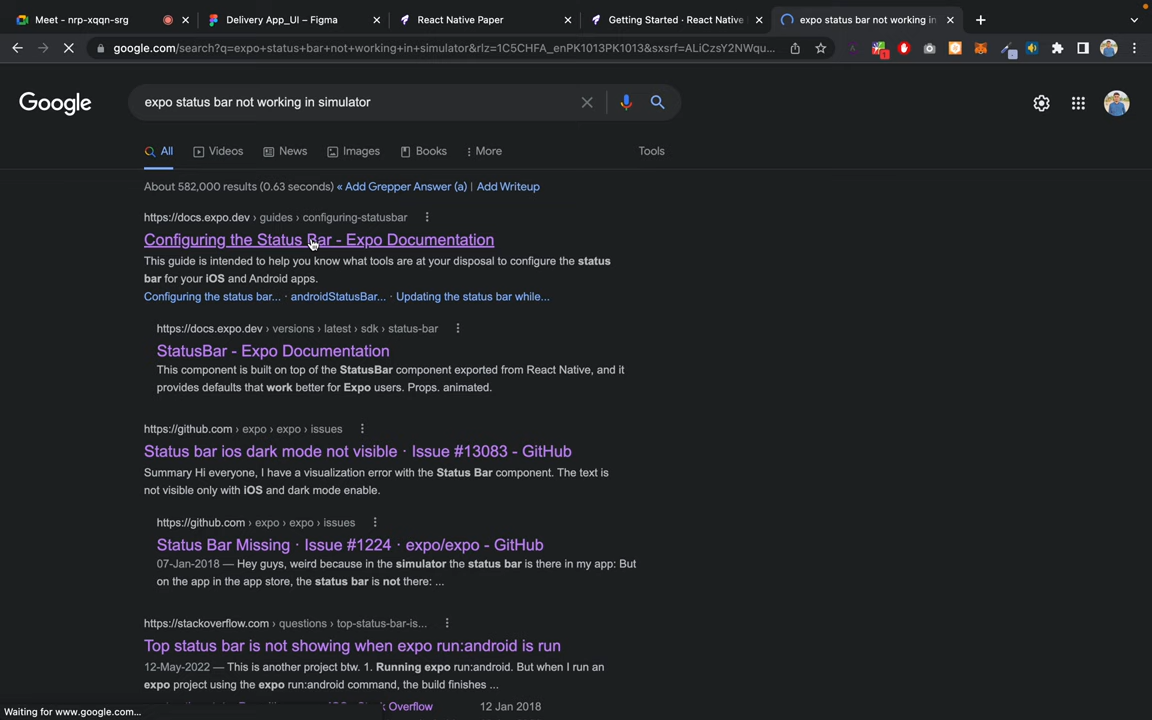 Meet - nrp-xqqn-srg
Delivery App_UI – Figma
React Native Paper
Getting Started · React Native
expo status bar not working in
google.com/search?q=expo+status+bar+not+working+in+simulator&rlz=1C5CHFA_enPK1013PK1013&sxsrf=ALiCzsY2NWqu...
Google
expo status bar not working in simulator
All
Videos
News
Images
Books
More
Tools
About 582,000 results (0.63 seconds) « Add Grepper Answer (a) | Add Writeup
https://docs.expo.dev › guides › configuring-statusbar
Configuring the Status Bar - Expo Documentation
This guide is intended to help you know what tools are at your disposal to configure the status
bar for your iOS and Android apps.
Configuring the status bar... · androidStatusBar... · Updating the status bar while...
https://docs.expo.dev › versions › latest › sdk › status-bar
StatusBar - Expo Documentation
This component is built on top of the StatusBar component exported from React Native, and it
provides defaults that work better for Expo users. Props. animated.
https://github.com › expo › expo › issues
Status bar ios dark mode not visible · Issue #13083 - GitHub
Summary Hi everyone, I have a visualization error with the Status Bar component. The text is
not visible only with iOS and dark mode enable.
https://github.com › expo › expo › issues
Status Bar Missing · Issue #1224 · expo/expo - GitHub
07-Jan-2018 — Hey guys, weird because in the simulator the status bar is there in my app: But
on the app in the app store, the status bar is not there: ...
https://stackoverflow.com › questions › top-status-bar-is...
Top status bar is not showing when expo run:android is run
12-May-2022 — This is another project btw. 1. Running expo run:android. But when I run an
expo project using the expo run:android command, the build finishes ...
Overflow 12 Jan 2018
Waiting for www.google.com...